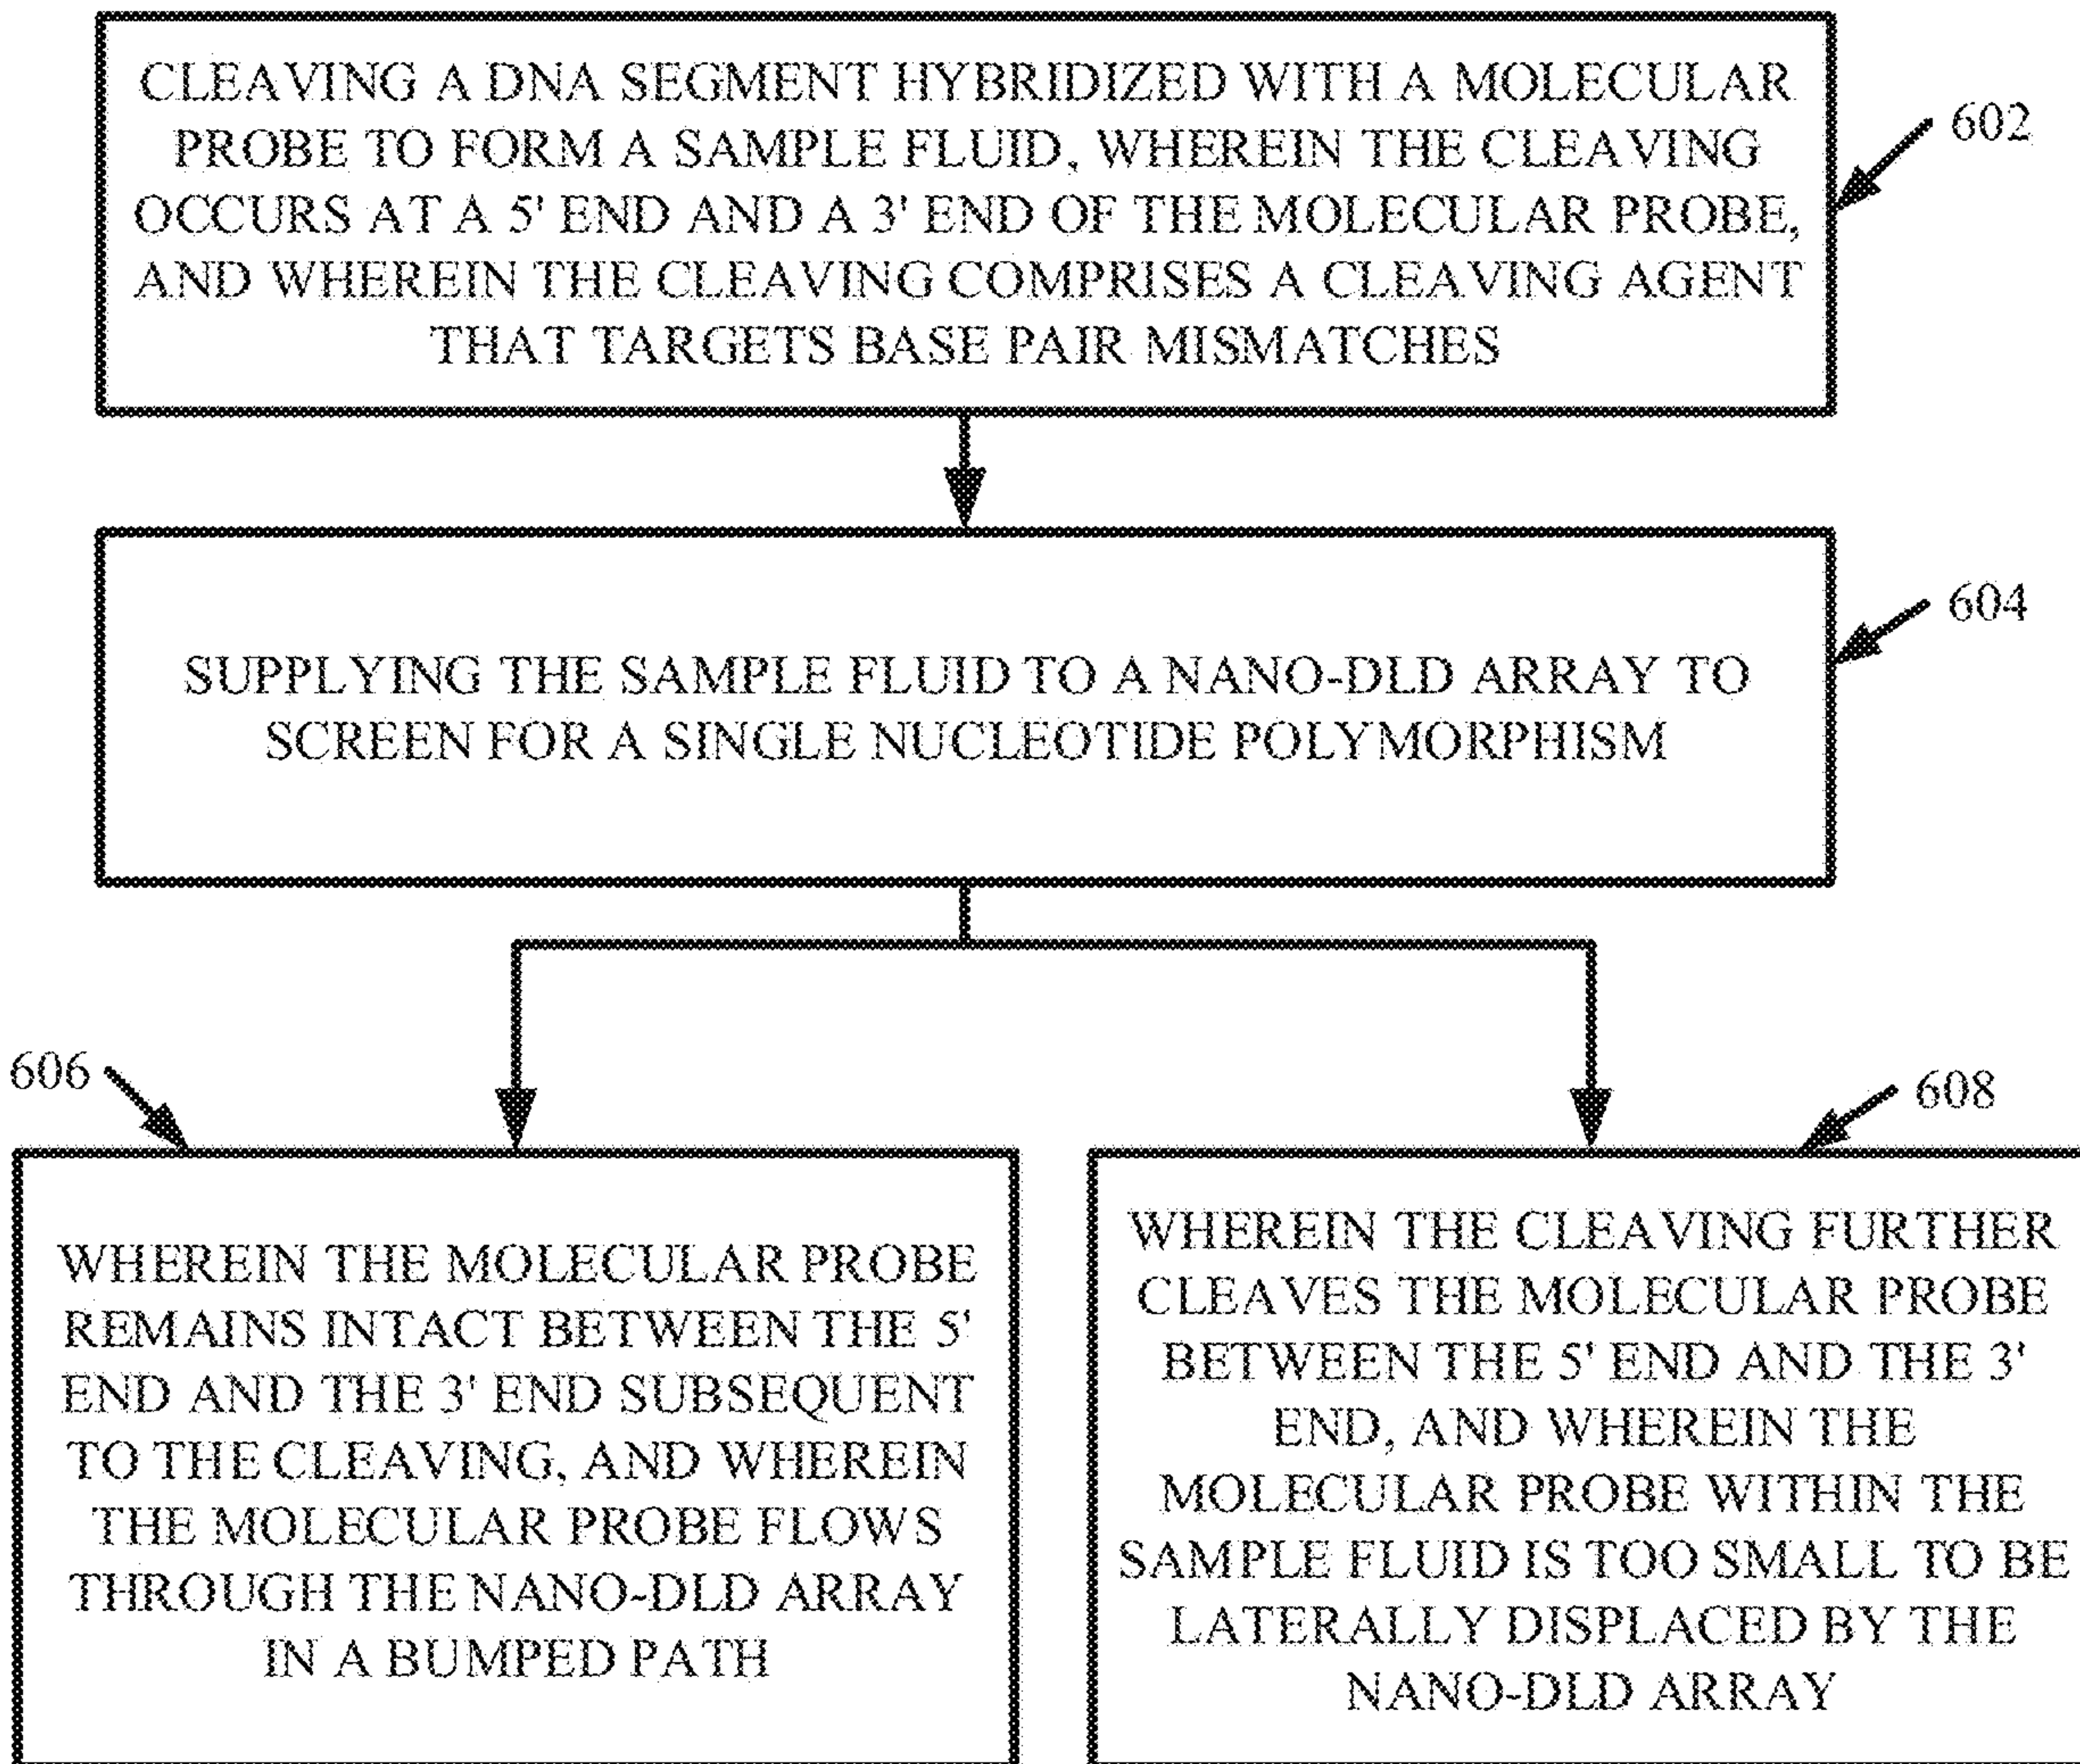 CLEAVING A DNA SEGMENT HYBRIDIZED WITH A MOLECULAR
PROBE TO FORM A SAMPLE FLUID, WHEREIN THE CLEAVING
OCCURS AT A 5' END AND A 3' END OF THE MOLECULAR PROBE,
AND WHEREIN THE CLEAVING COMPRISES A CLEAVING AGENT
THAT TARGETS BASE PAIR MISMATCHES
602
SUPPLYING THE SAMPLE FLUID TO A NANO-DLD ARRAY TO
SCREEN FOR A SINGLE NUCLEOTIDE POLYMORPHISM
604
606
WHEREIN THE MOLECULAR PROBE
REMAINS INTACT BETWEEN THE 5'
END AND THE 3' END SUBSEQUENT
TO THE CLEAVING, AND WHEREIN
THE MOLECULAR PROBE FLOWS
THROUGH THE NANO-DLD ARRAY
IN A BUMPED PATH
608
WHEREIN THE CLEAVING FURTHER
CLEAVES THE MOLECULAR PROBE
BETWEEN THE 5' END AND THE 3'
END, AND WHEREIN THE
MOLECULAR PROBE WITHIN THE
SAMPLE FLUID IS TOO SMALL TO BE
LATERALLY DISPLACED BY THE
NANO-DLD ARRAY